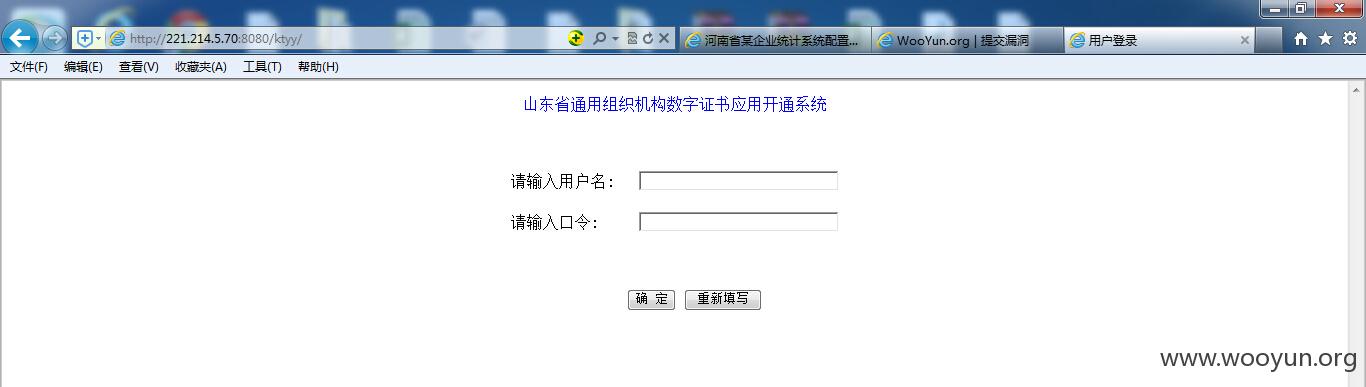 http://221.214.5.70:8080/ktyy/
河南省某企业统计系统配置...
WooYun.org | 提交漏洞
用户登录
文件(F) 编辑(E) 查看(V) 收藏夹(A) 工具(T) 帮助(H)
山东省通用组织机构数字证书应用开通系统
请输入用户名：
请输入口令：
确 定 重新填写
www.wooyun.org